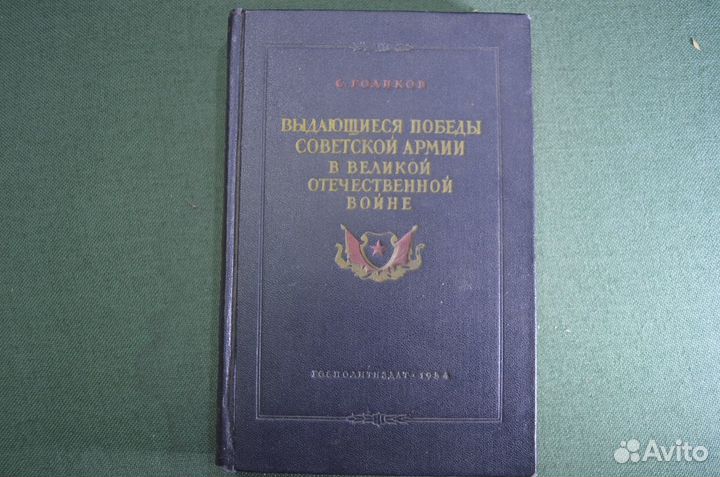 С. ГОЛИКОВ
ВЫДАЮЩИЕСЯ ПОБЕДЫ
СОВЕТСКОЙ АРМИИ
В ВЕЛИКОЙ
ОТЕЧЕСТВЕННОЙ
ВОЙНЕ
ГОСПОЛИТИЗДАТ · 1954
Avito